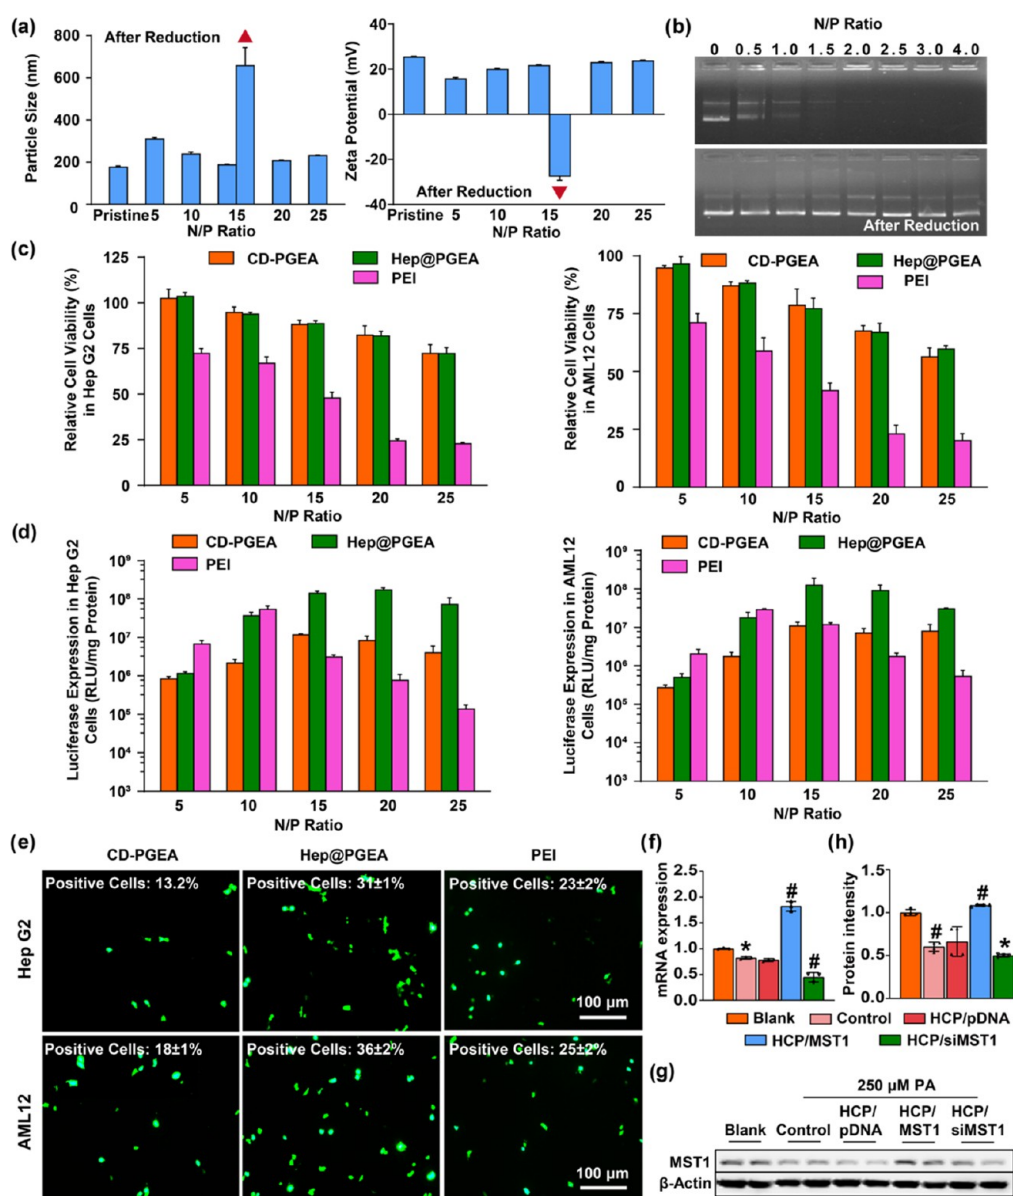 (a)
After Reduction
800
600
400
200
0
Particle Size (nm)
Pristine 5 10 15 20 25
N/P Ratio
40
20
0
-20
-40
Zeta Potential (mV)
After Reduction
Pristine 5 10 15 20 25
N/P Ratio
(b)
N/P Ratio
0 0.5 1.0 1.5 2.0 2.5 3.0 4.0
After Reduction
(c)
CD-PGEA
Hep@PGEA
PEI
125
100
75
50
25
0
Relative Cell Viability (%)
in Hep G2 Cells
5 10 15 20 25
N/P Ratio
CD-PGEA
Hep@PGEA
PEI
100
75
50
25
0
Relative Cell Viability (%)
in AML12 Cells
5 10 15 20 25
N/P Ratio
(d)
CD-PGEA
Hep@PGEA
PEI
10⁹
10⁸
10⁷
10⁶
10⁵
10⁴
10³
Luciferase Expression in Hep G2
Cells (RLU/mg Protein)
5 10 15 20 25
N/P Ratio
CD-PGEA
Hep@PGEA
PEI
10⁹
10⁸
10⁷
10⁶
10⁵
10⁴
10³
Luciferase Expression in AML12
Cells (RLU/mg Protein)
5 10 15 20 25
N/P Ratio
(e)
CD-PGEA Hep@PGEA PEI
Hep G2
Positive Cells: 13.2%
Positive Cells: 31±1%
Positive Cells: 23±2%
100 μm
AML12
Positive Cells: 18±1%
Positive Cells: 36±2%
Positive Cells: 25±2%
100 μm
(f)
2.5
2.0
1.5
1.0
0.5
0.0
mRNA expression
* # #
(h)
1.5
1.0
0.5
0.0
Protein intensity
# # *
Blank Control HCP/pDNA
HCP/MST1 HCP/siMST1
(g)
250 μM PA
HCP/ HCP/ HCP/
Blank Control pDNA MST1 siMST1
MST1
β-Actin